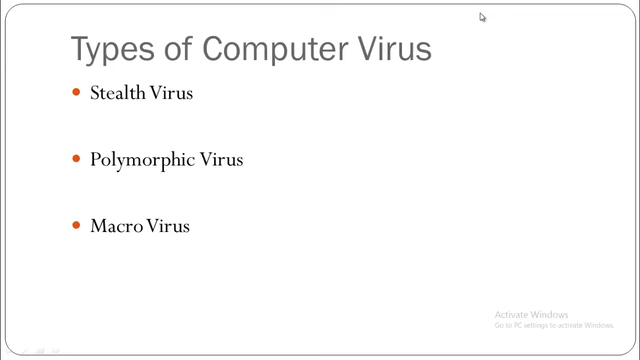 Types of Computer Virus
Stealth Virus
Polymorphic Virus
Macro Virus
Activate Windows
Go to PC settings to activate Windows.